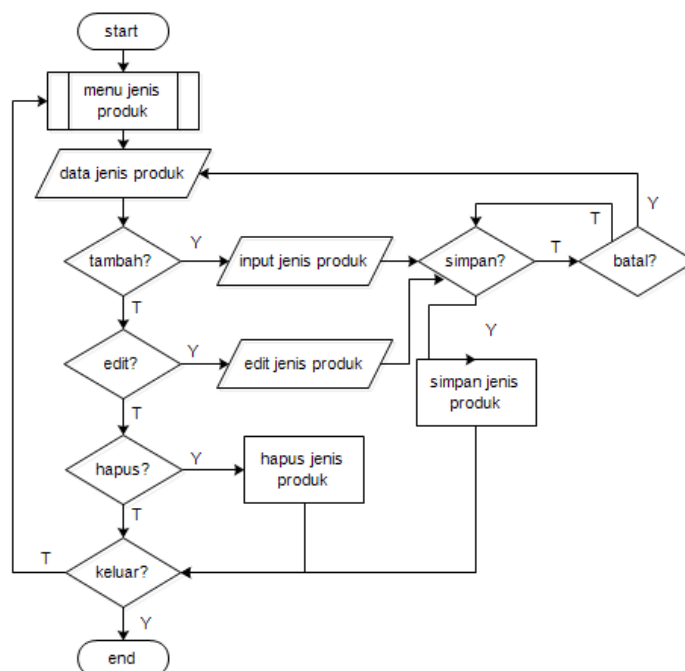 start
menu jenis
produk
data jenis produk
Y
T
tambah?
Y
input jenis produk
simpan?
T
batal?
T
Y
edit?
Y
edit jenis produk
simpan jenis
produk
T
hapus?
Y
hapus jenis
produk
T
T
keluar?
Y
end